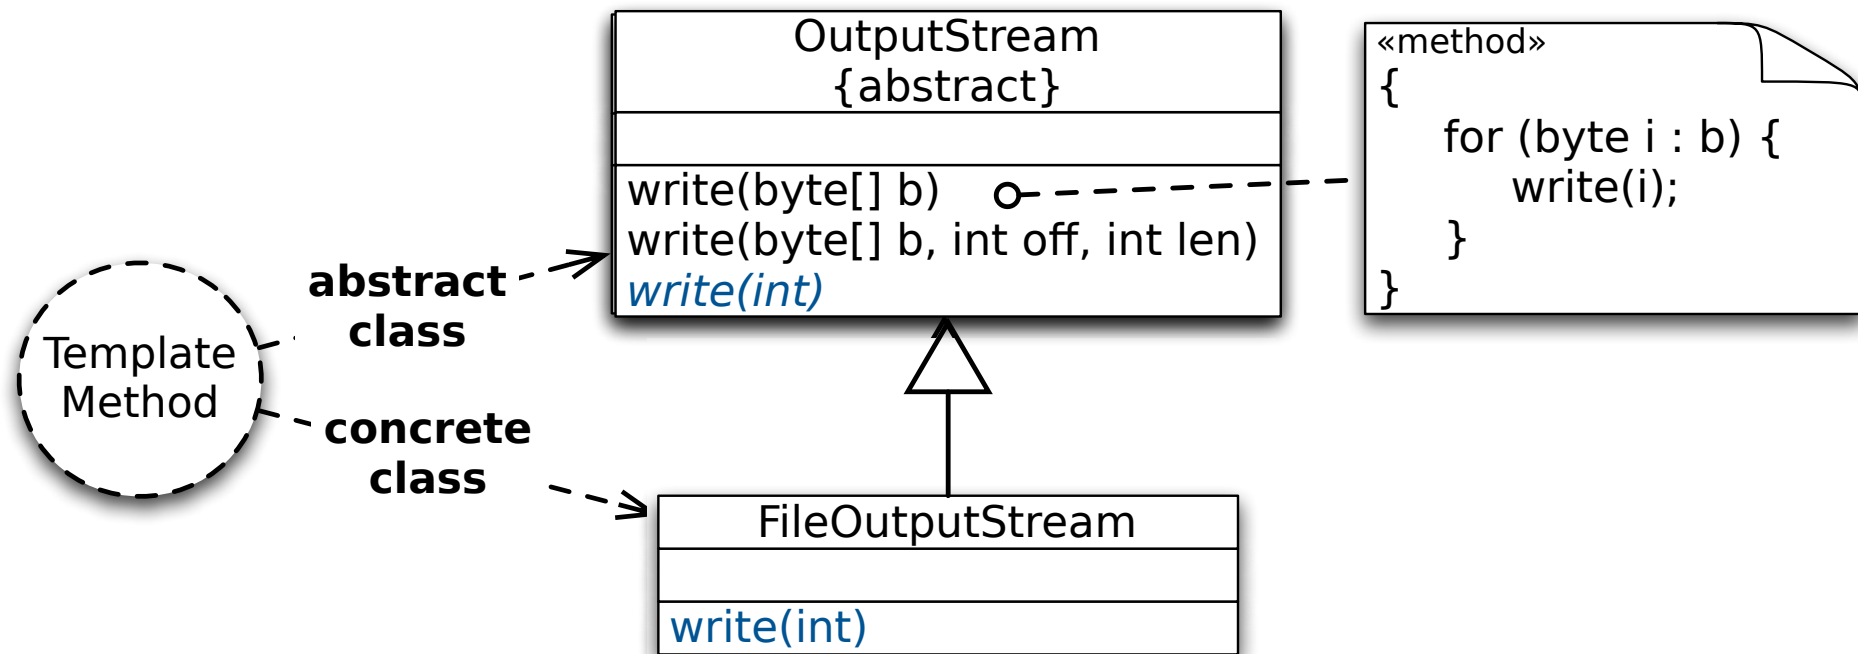 OutputStream
{abstract}
write(byte[] b)
write(byte[] b, int off, int len)
write(int)
«method»
{
for (byte i : b) {
write(i);
}
}
abstract
class
Template
Method
concrete
class
FileOutputStream
write(int)